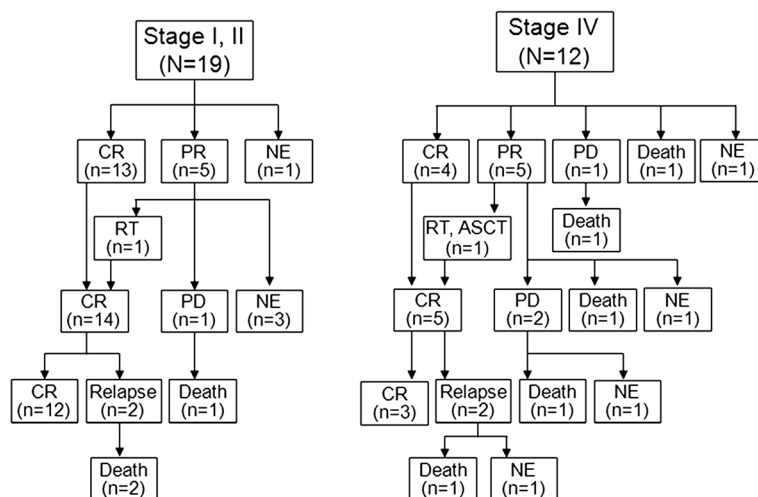 Stage I, II
(N=19)
CR
(n=13)
PR
(n=5)
NE
(n=1)
RT
(n=1)
CR
(n=14)
PD
(n=1)
NE
(n=3)
CR
(n=12)
Relapse
(n=2)
Death
(n=1)
Death
(n=2)
Stage IV
(N=12)
CR
(n=4)
PR
(n=5)
PD
(n=1)
Death
(n=1)
NE
(n=1)
RT, ASCT
(n=1)
Death
(n=1)
CR
(n=5)
PD
(n=2)
Death
(n=1)
NE
(n=1)
CR
(n=3)
Relapse
(n=2)
Death
(n=1)
NE
(n=1)
Death
(n=1)
NE
(n=1)